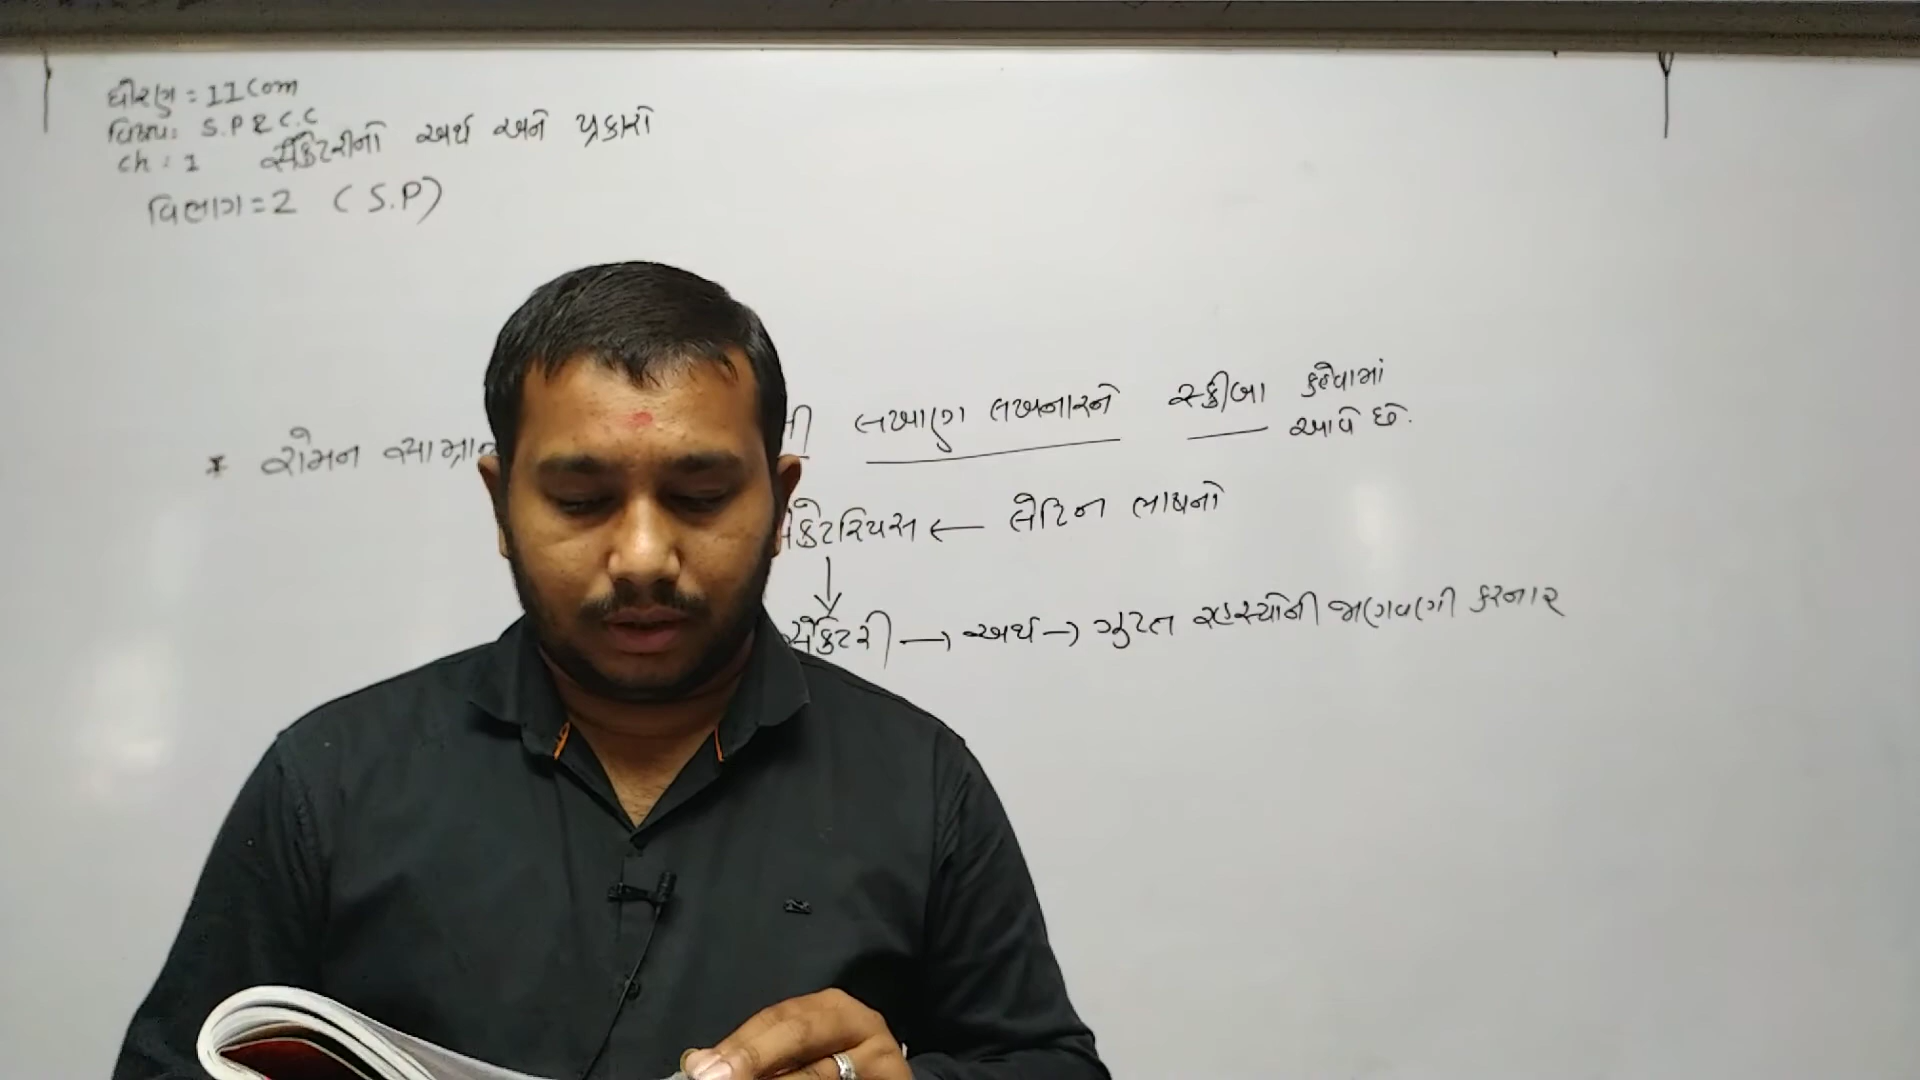 ધોરણ = 11 Com
વિષય: S.P & C.C
ch : 1 સેક્રેટરીનો અર્થ અને પ્રકારો
વિભાગ = 2 (S.P)
* રોમન સામ્રા ની લખાણ લખનારને સ્ક્રીબા કહેવામાં
આવે છે.
સેક્રેટરિયસ ← લેટિન ભાષાનો
↓
સેક્રેટરી → અર્થ → ગુપ્ત રહસ્યોની જાળવણી કરનાર